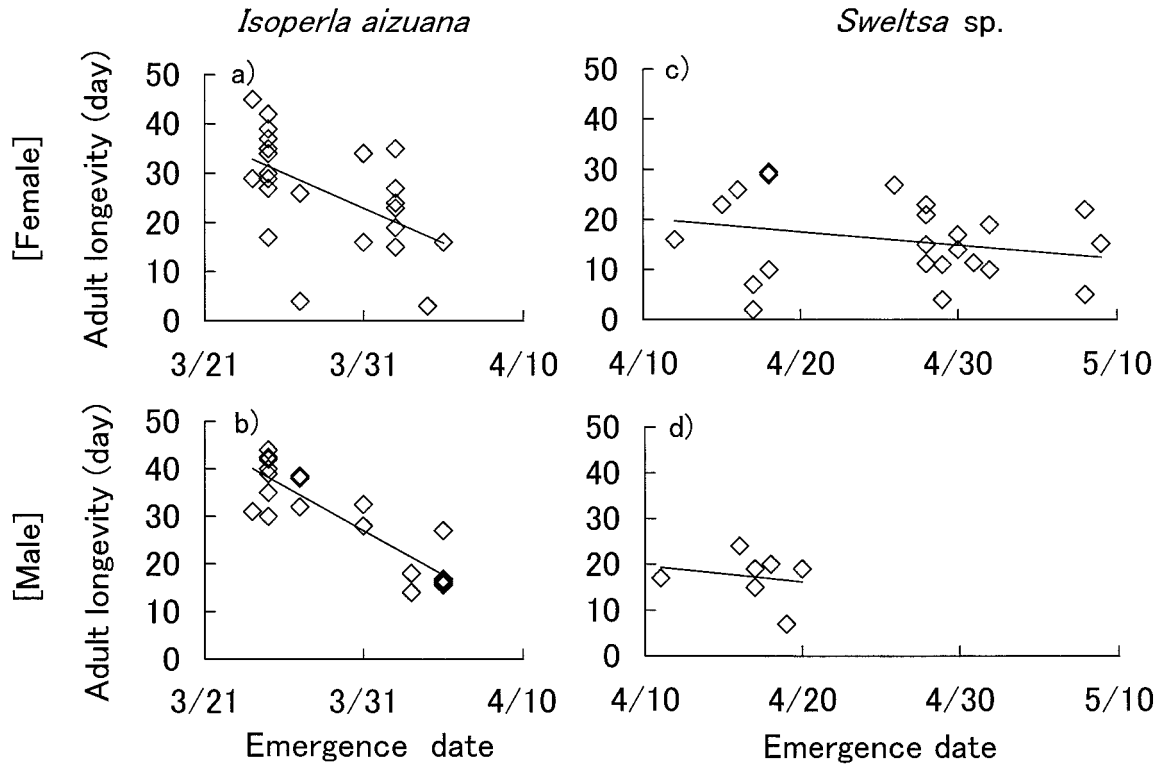 Isoperla aizuana
Sweltsa sp.
[Female]
Adult longevity (day)
a)
50
40
30
20
10
0
3/21 3/31 4/10
c)
50
40
30
20
10
0
4/10 4/20 4/30 5/10
[Male]
Adult longevity (day)
b)
50
40
30
20
10
0
3/21 3/31 4/10
Emergence date
d)
50
40
30
20
10
0
4/10 4/20 4/30 5/10
Emergence date